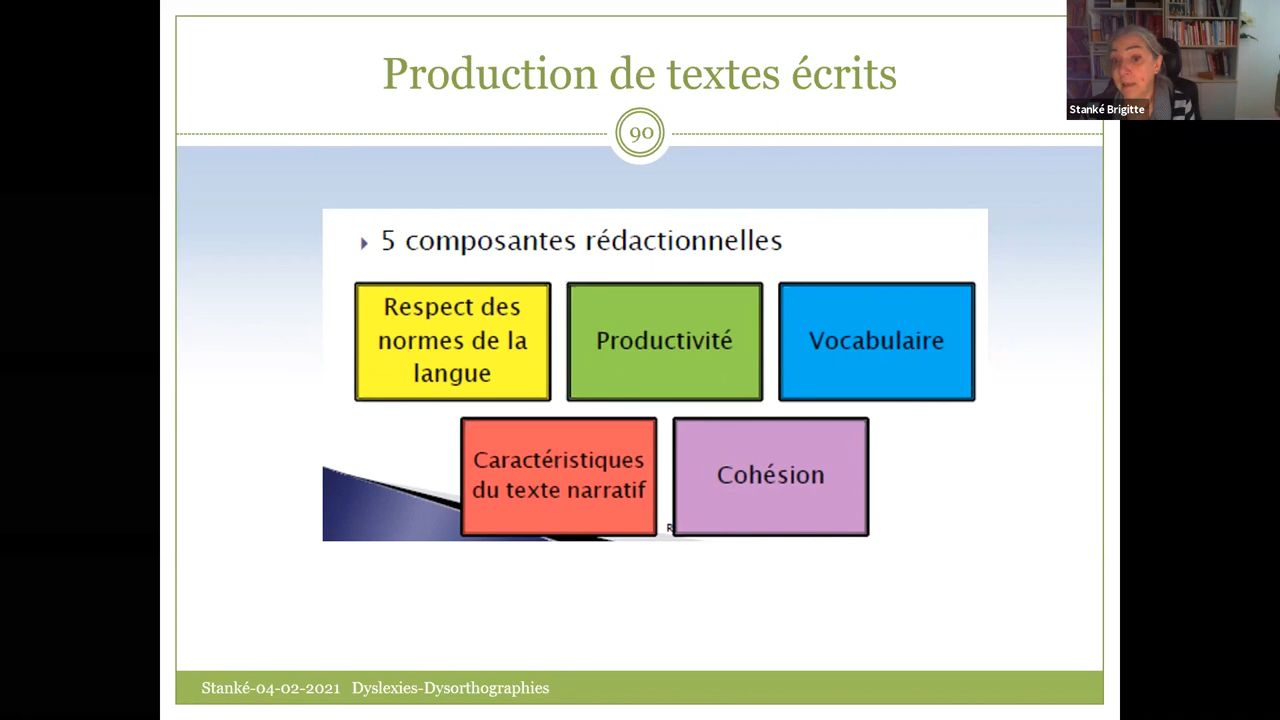 Production de textes écrits
Stanké Brigitte
90
5 composantes rédactionnelles
Respect des
normes de la
langue
Productivité
Vocabulaire
Caractéristiques
du texte narratif
Cohésion
R
Stanké-04-02-2021 Dyslexies-Dysorthographies